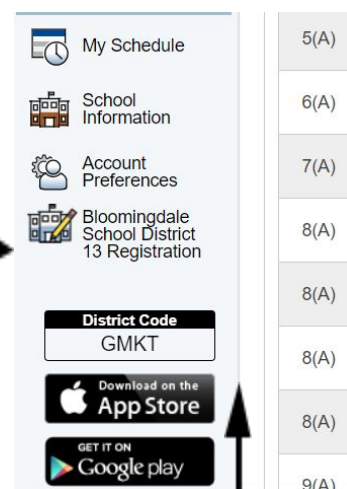 My Schedule
School
Information
Account
Preferences
Bloomingdale
School District
13 Registration
District Code
GMKT
Download on the
App Store
GET IT ON
Google play
5(A)
6(A)
7(A)
8(A)
8(A)
8(A)
8(A)
9(A)